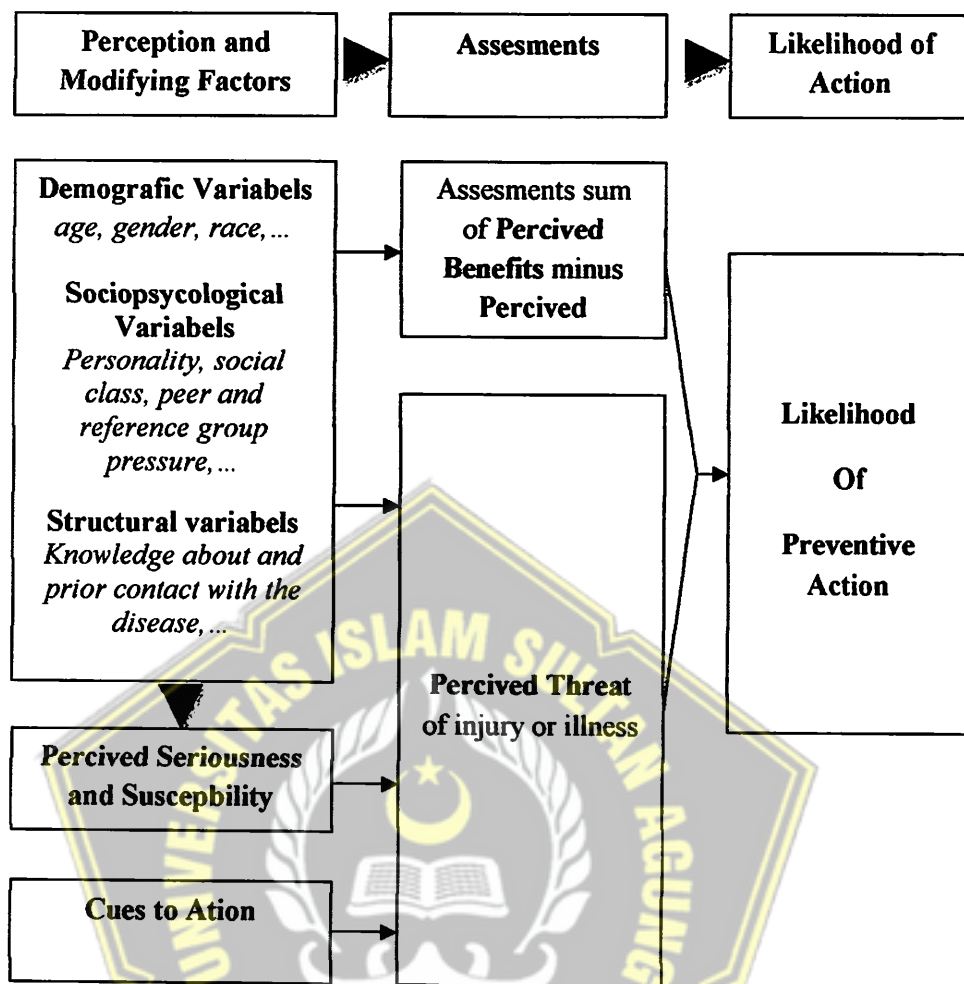 Perception and
Modifying Factors
Assesments
Likelihood of
Action
Demografic Variabels
age, gender, race,...
Sociopsycological
Variabels
Personality, social
class, peer and
reference group
pressure,...
Structural variabels
Knowledge about and
prior contact with the
disease,...
Assesments sum
of Percived
Benefits minus
Percived
Percived Threat
of injury or illness
Likelihood
Of
Preventive
Action
Percived Seriousness
and Suscepbility
Cues to Ation
UNIVERSITAS ISLAM SULTAN AGUNG